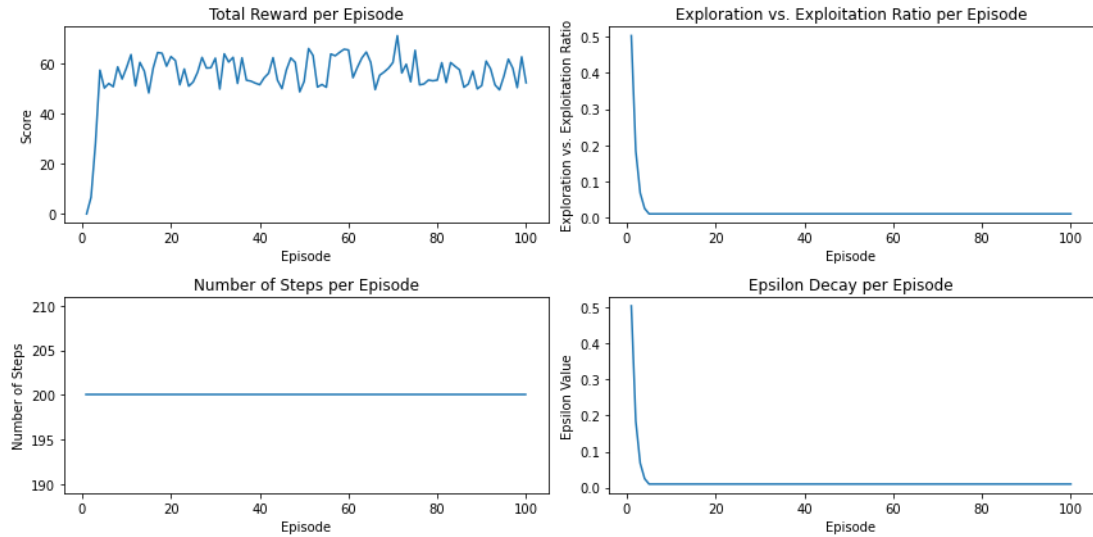 Total Reward per Episode
Score
60
40
20
0
0 20 40 60 80 100
Episode
Exploration vs. Exploitation Ratio per Episode
Exploration vs. Exploitation Ratio
0.5
0.4
0.3
0.2
0.1
0.0
0 20 40 60 80 100
Episode
Number of Steps per Episode
Number of Steps
210
205
200
195
190
0 20 40 60 80 100
Episode
Epsilon Decay per Episode
Epsilon Value
0.5
0.4
0.3
0.2
0.1
0.0
0 20 40 60 80 100
Episode